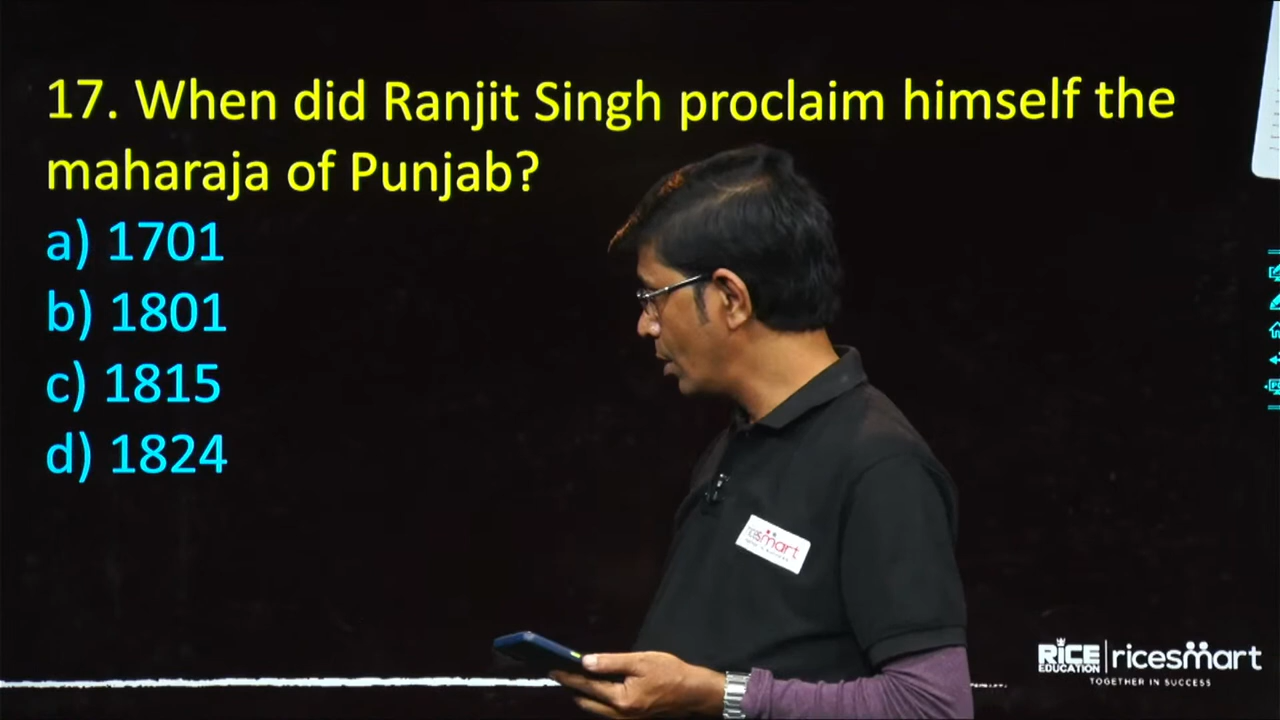 17. When did Ranjit Singh proclaim himself the
maharaja of Punjab?
a) 1701
b) 1801
c) 1815
d) 1824
RICE EDUCATION | ricesmart
TOGETHER IN SUCCESS